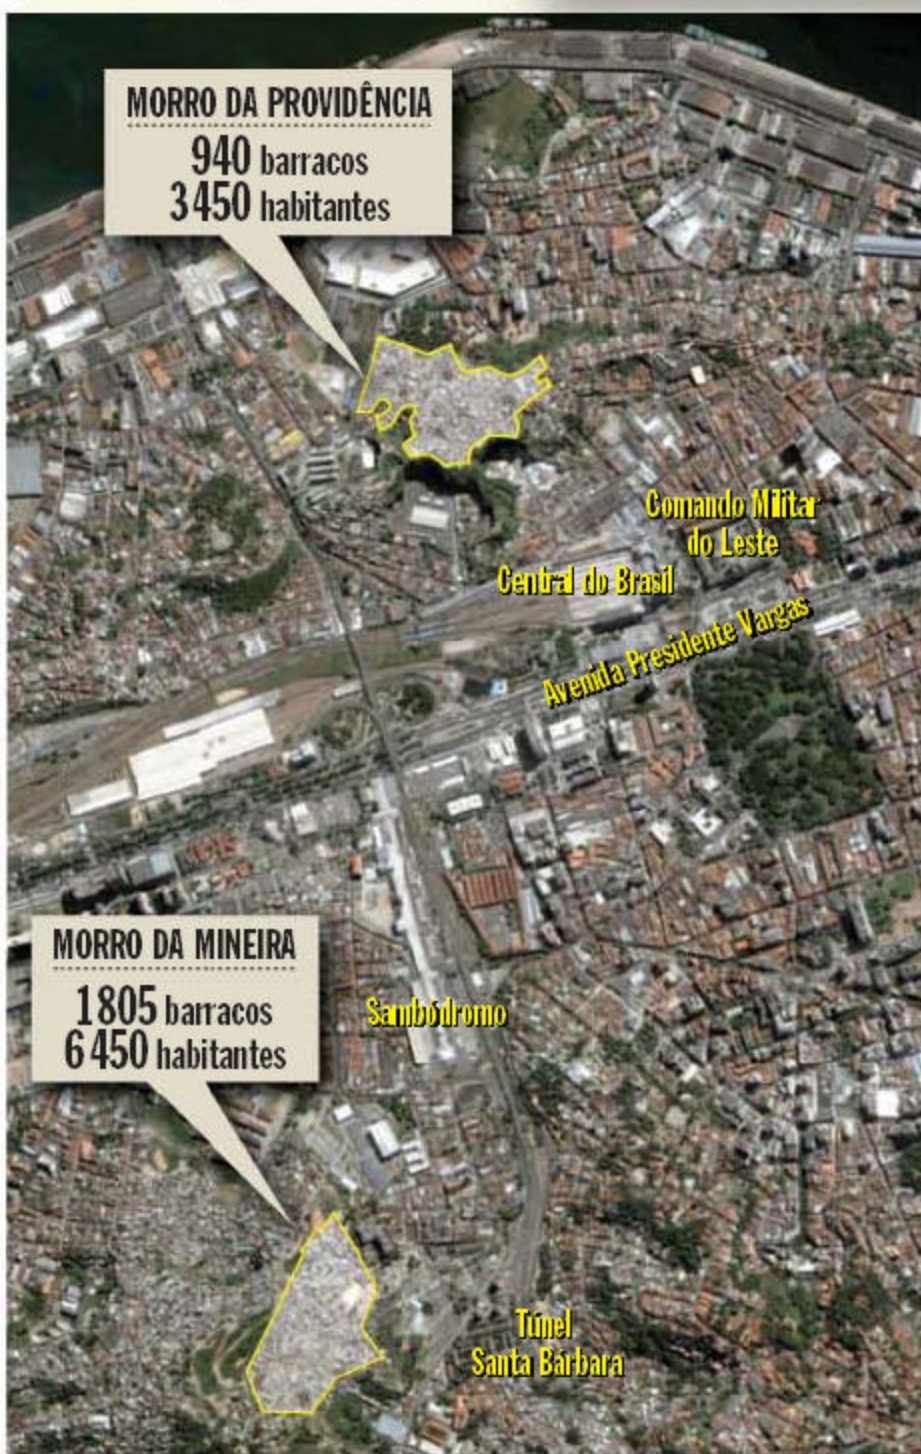 MORRO DA PROVIDÊNCIA
940 barracos
3 450 habitantes
Comando Militar
do Leste
Central do Brasil
Avenida Presidente Vargas
MORRO DA MINEIRA
1805 barracos
6 450 habitantes
Sambódromo
Túnel
Santa Bárbara